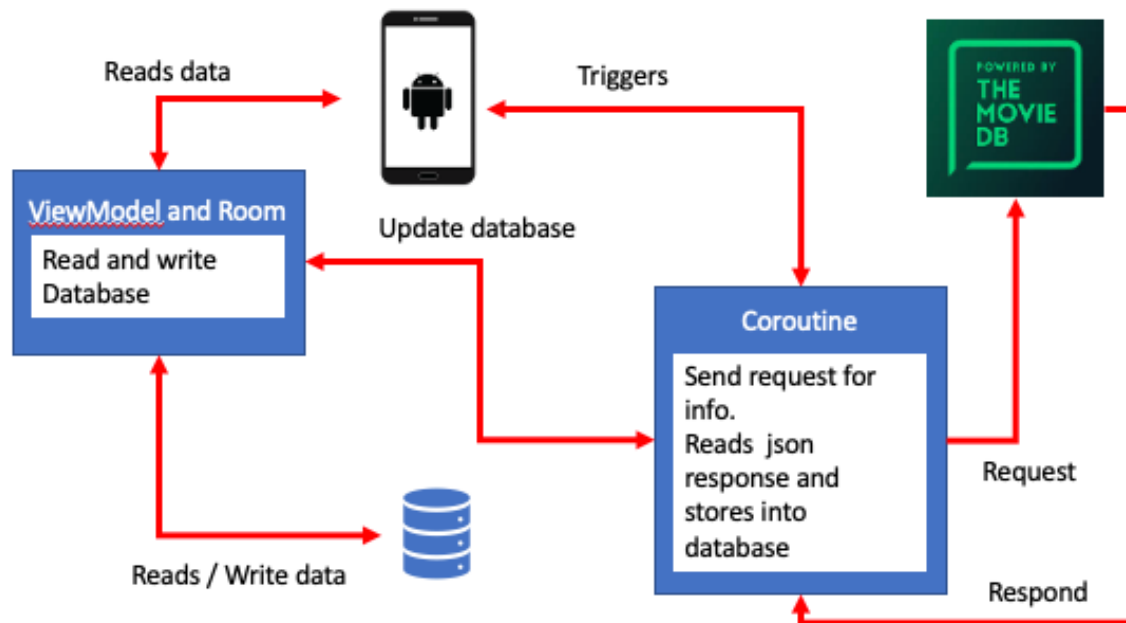 Reads data
Triggers
POWERED BY
THE
MOVIE
DB
ViewModel and Room
Read and write
Database
Update database
Coroutine
Send request for
info.
Reads  json
response and
stores into
database
Request
Reads / Write data
Respond